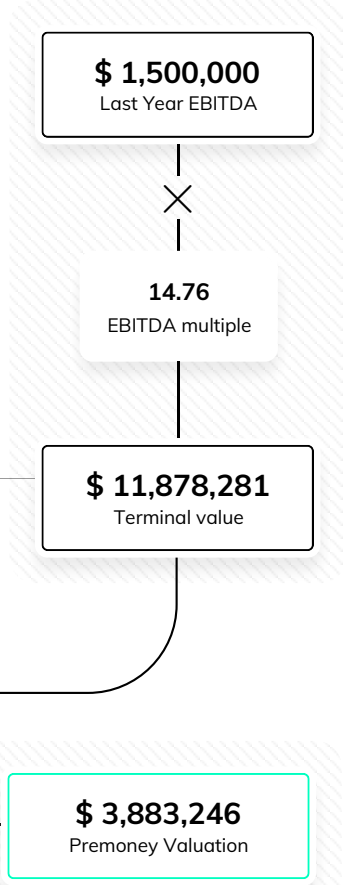 $ 1,500,000
Last Year EBITDA
14.76
EBITDA multiple
$ 11,878,281
Terminal value
$ 3,883,246
Premoney Valuation